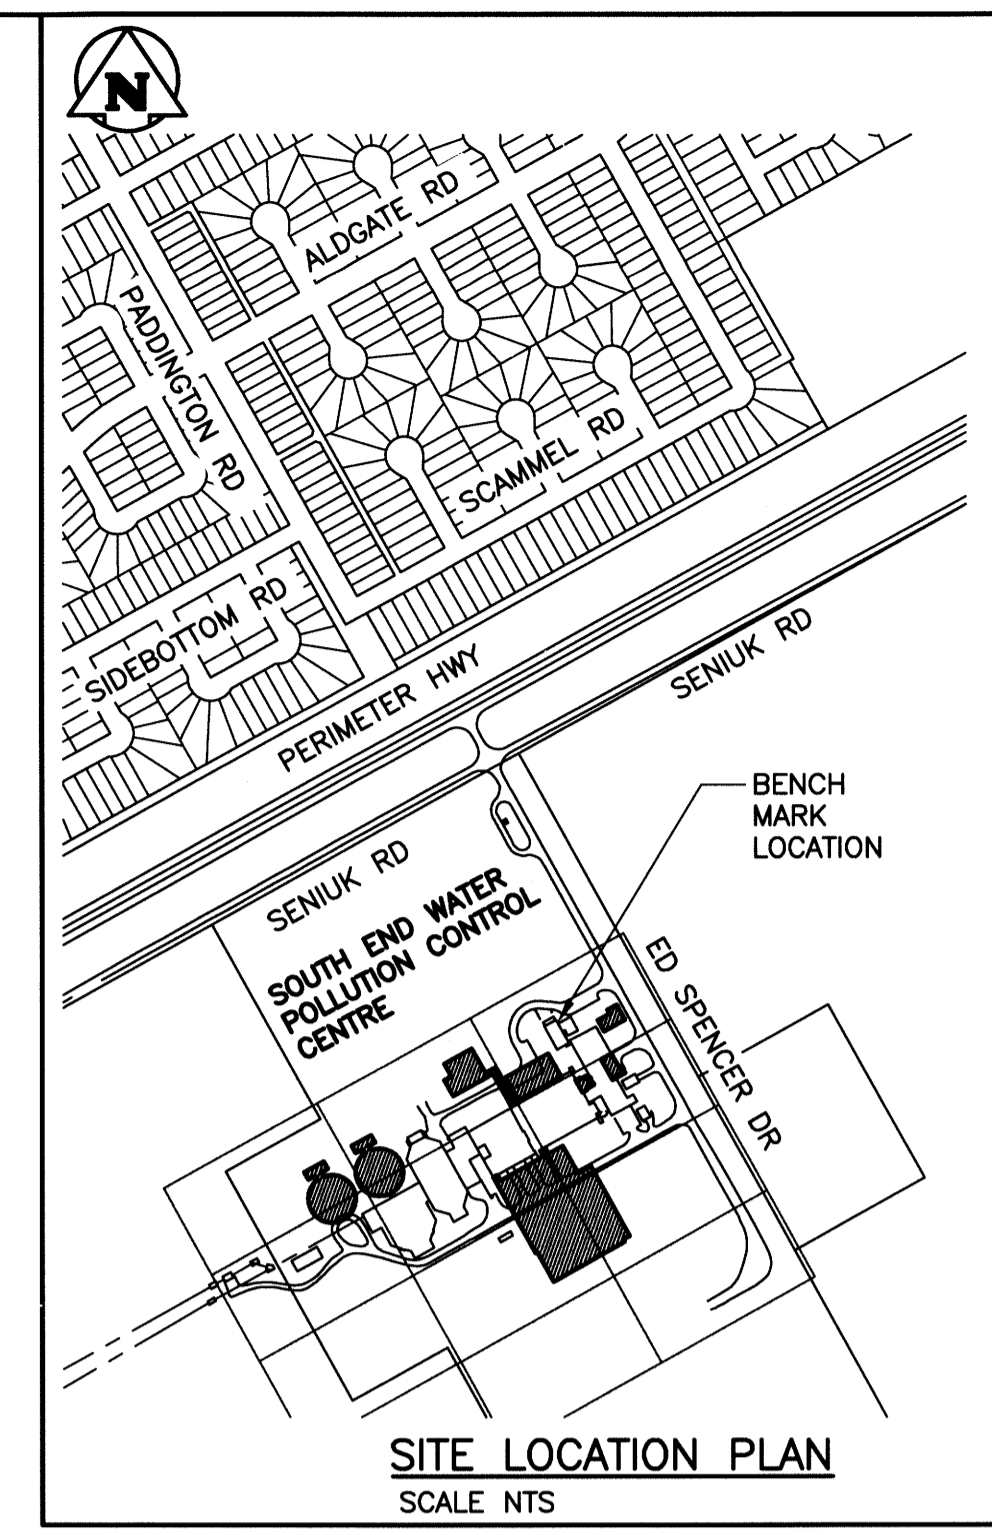 N
ALDGATE RD
PADDINGTON RD
SCAMMEL RD
SIDEBOTTOM RD
PERIMETER HWY
SENIUK RD
BENCH
MARK
LOCATION
SENIUK RD
SOUTH END WATER
POLLUTION CONTROL
CENTRE
ED SPENCER DR
SITE LOCATION PLAN
SCALE NTS